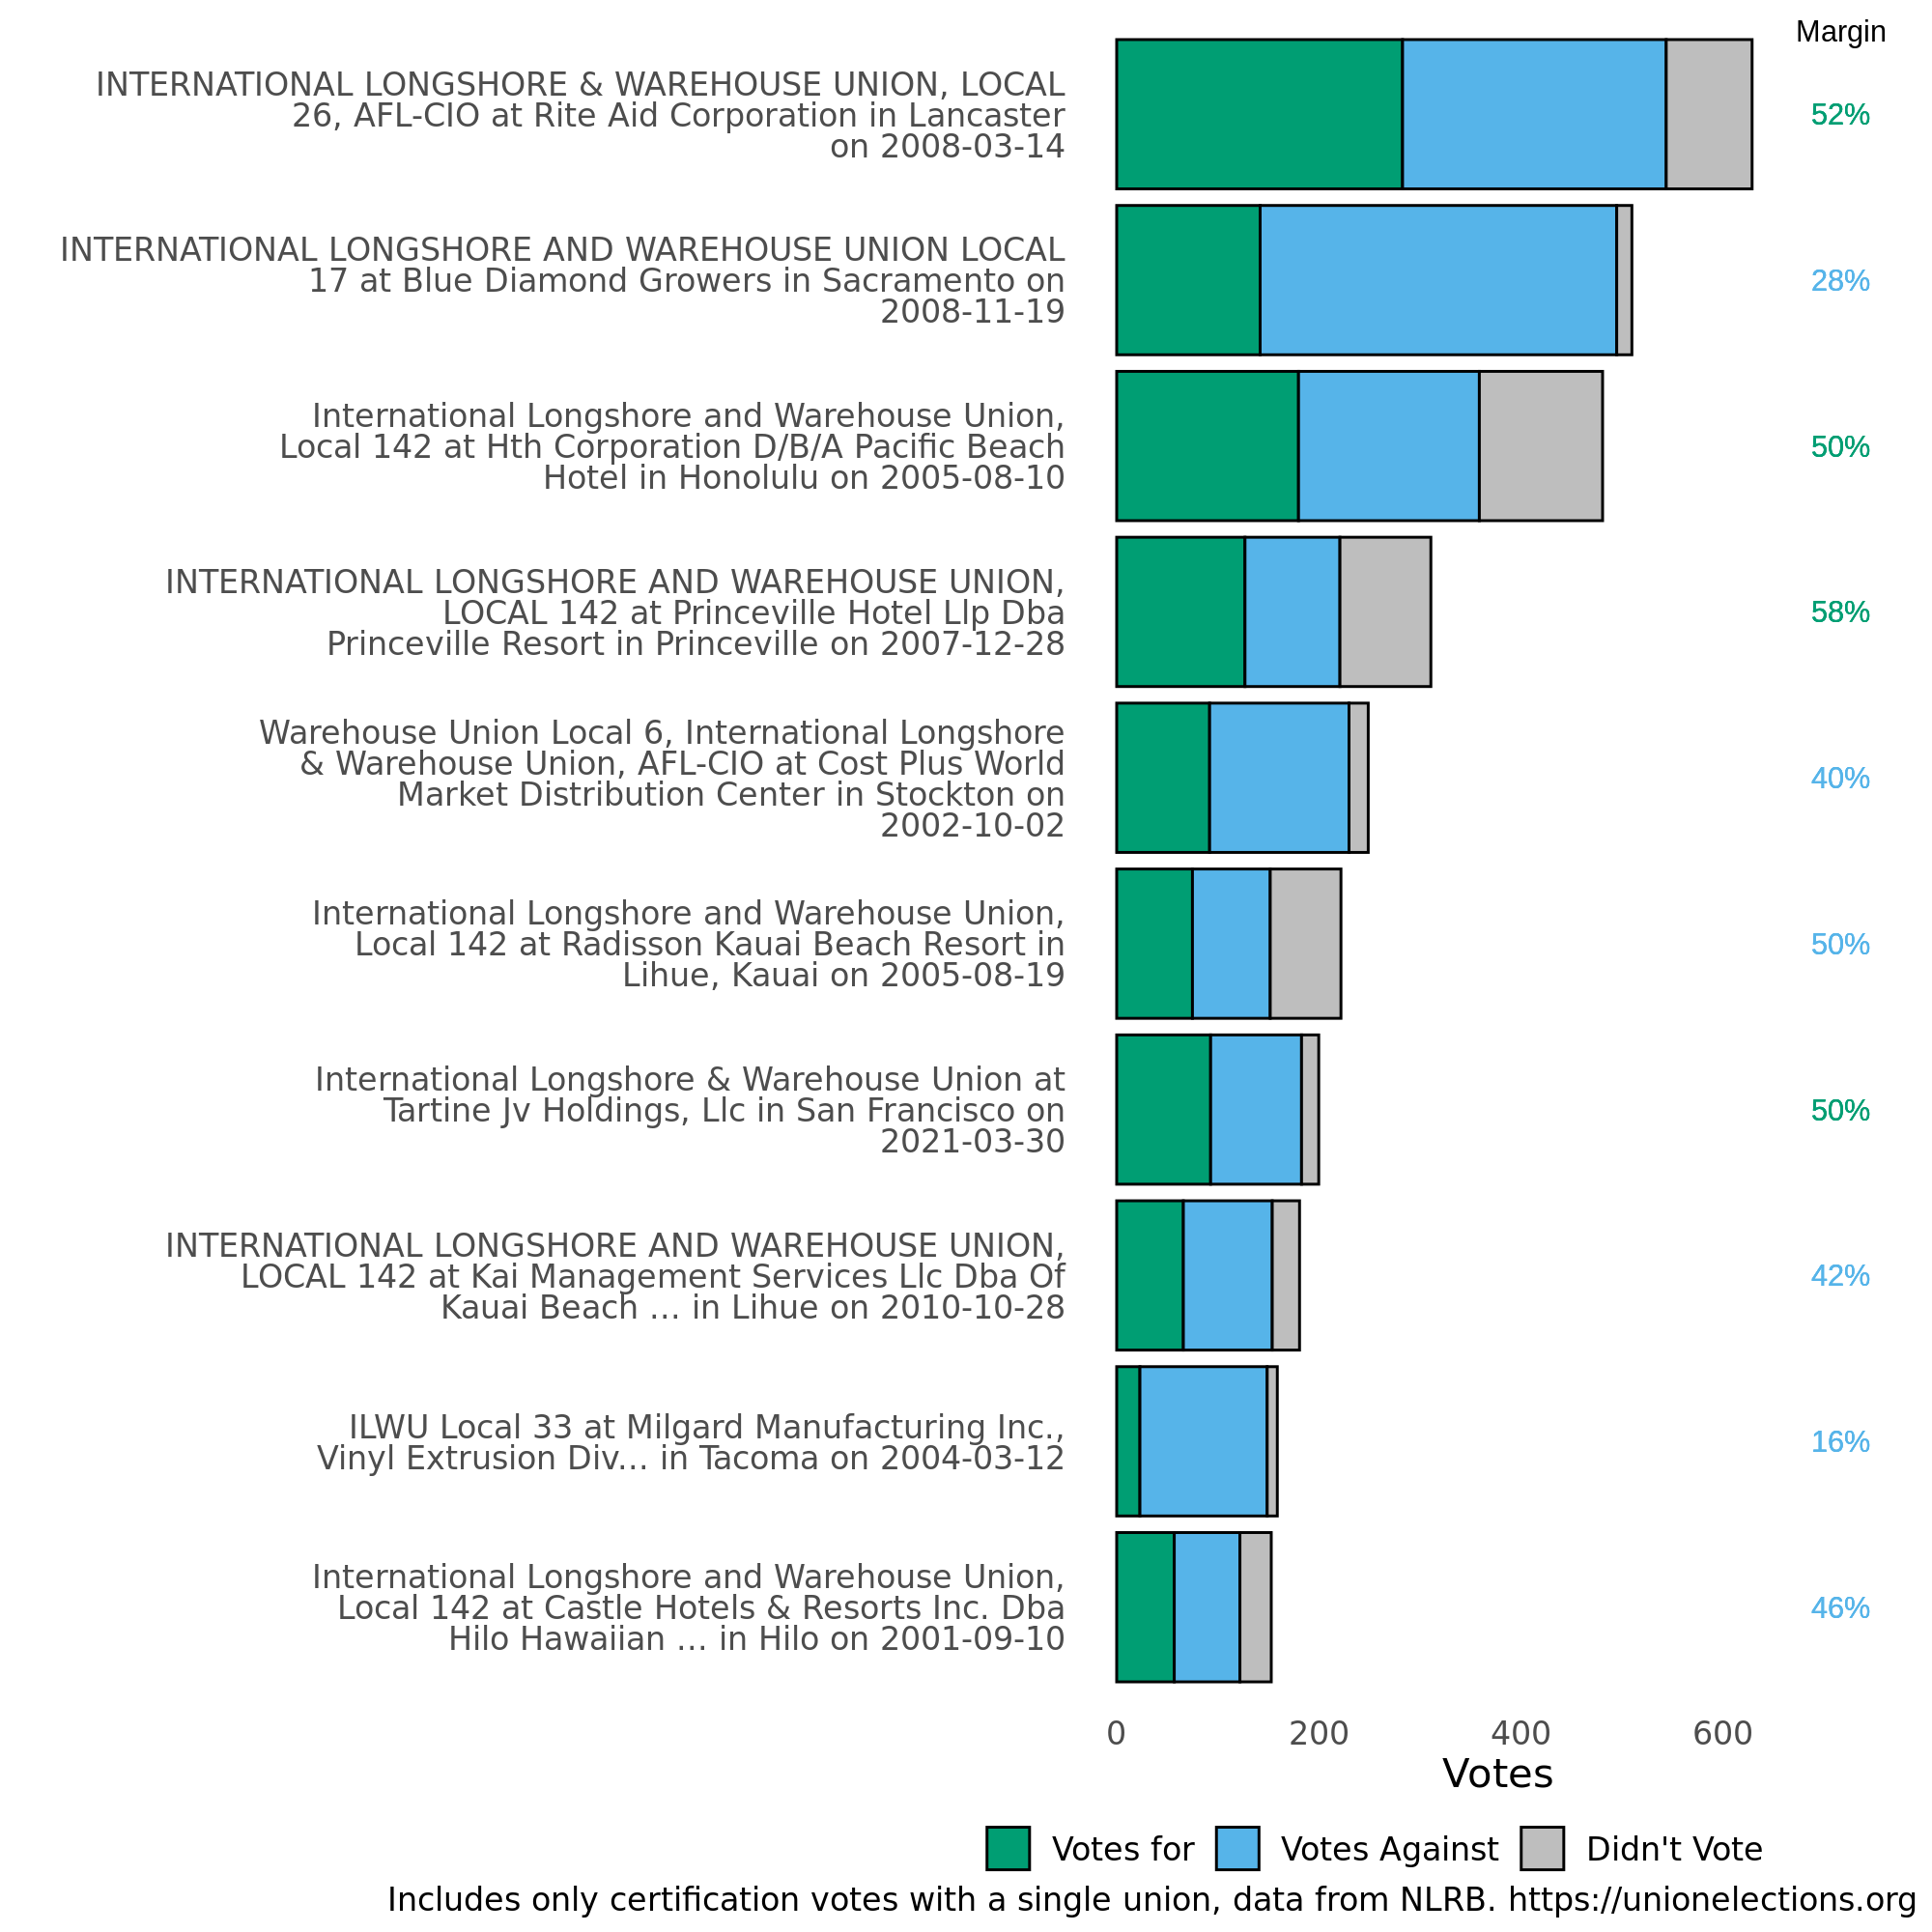 Margin
INTERNATIONAL LONGSHORE & WAREHOUSE UNION, LOCAL
26, AFL-CIO at Rite Aid Corporation in Lancaster
on 2008-03-14
52%
INTERNATIONAL LONGSHORE AND WAREHOUSE UNION LOCAL
17 at Blue Diamond Growers in Sacramento on
2008-11-19
28%
International Longshore and Warehouse Union,
Local 142 at Hth Corporation D/B/A Pacific Beach
Hotel in Honolulu on 2005-08-10
50%
INTERNATIONAL LONGSHORE AND WAREHOUSE UNION,
LOCAL 142 at Princeville Hotel Llp Dba
Princeville Resort in Princeville on 2007-12-28
58%
Warehouse Union Local 6, International Longshore
& Warehouse Union, AFL-CIO at Cost Plus World
Market Distribution Center in Stockton on
2002-10-02
40%
International Longshore and Warehouse Union,
Local 142 at Radisson Kauai Beach Resort in
Lihue, Kauai on 2005-08-19
50%
International Longshore & Warehouse Union at
Tartine Jv Holdings, Llc in San Francisco on
2021-03-30
50%
INTERNATIONAL LONGSHORE AND WAREHOUSE UNION,
LOCAL 142 at Kai Management Services Llc Dba Of
Kauai Beach ... in Lihue on 2010-10-28
42%
ILWU Local 33 at Milgard Manufacturing Inc.,
Vinyl Extrusion Div... in Tacoma on 2004-03-12
16%
International Longshore and Warehouse Union,
Local 142 at Castle Hotels & Resorts Inc. Dba
Hilo Hawaiian ... in Hilo on 2001-09-10
46%
0 200 400 600
Votes
Votes for Votes Against Didn't Vote
Includes only certification votes with a single union, data from NLRB. https://unionelections.org